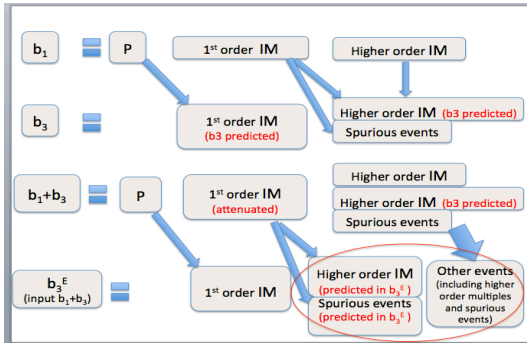 b1
P
1st order IM
Higher order IM
b3
1st order IM
(b3 predicted)
Higher order IM (b3 predicted)
Spurious events
b1+b3
P
1st order IM
(attenuated)
Higher order IM
Higher order IM (b3 predicted)
Spurious events
b3E
(input b1+b3)
1st order IM
Higher order IM
(predicted in b3E)
Spurious events
(predicted in b3E)
Other events
(including higher
order multiples
and spurious
events)